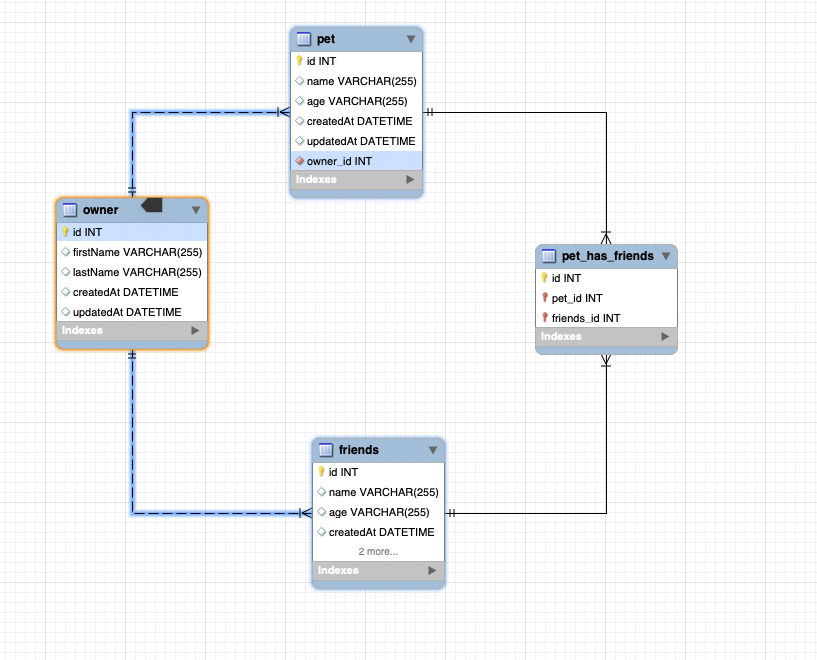 pet
id INT
name VARCHAR(255)
age VARCHAR(255)
createdAt DATETIME
updatedAt DATETIME
owner_id INT
Indexes
owner
id INT
firstName VARCHAR(255)
lastName VARCHAR(255)
createdAt DATETIME
updatedAt DATETIME
Indexes
pet_has_friends
id INT
pet_id INT
friends_id INT
Indexes
friends
id INT
name VARCHAR(255)
age VARCHAR(255)
createdAt DATETIME
2 more...
Indexes